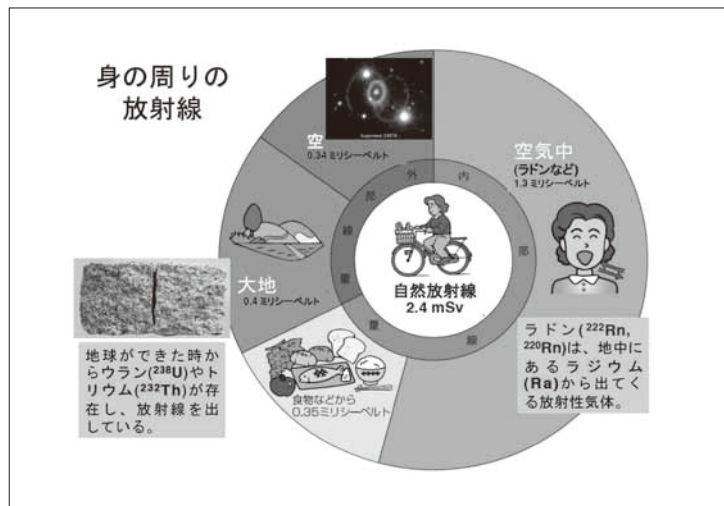 身の周りの
放射線
Supernova 1987A
空
0.34 ミリシーベルト
空気中
(ラドンなど)
1.3 ミリシーベルト
外部線量
内部線量
大地
0.4 ミリシーベルト
自然放射線
2.4 mSv
食物などから
0.35ミリシーベルト
地球ができた時か
らウラン(²³⁸U)やト
リウム(²³²Th)が存
在し、放射線を出
している。
ラドン(²²²Rn,
²²⁰Rn)は、地中に
あるラジウム
(Ra)から出てく
る放射性気体。